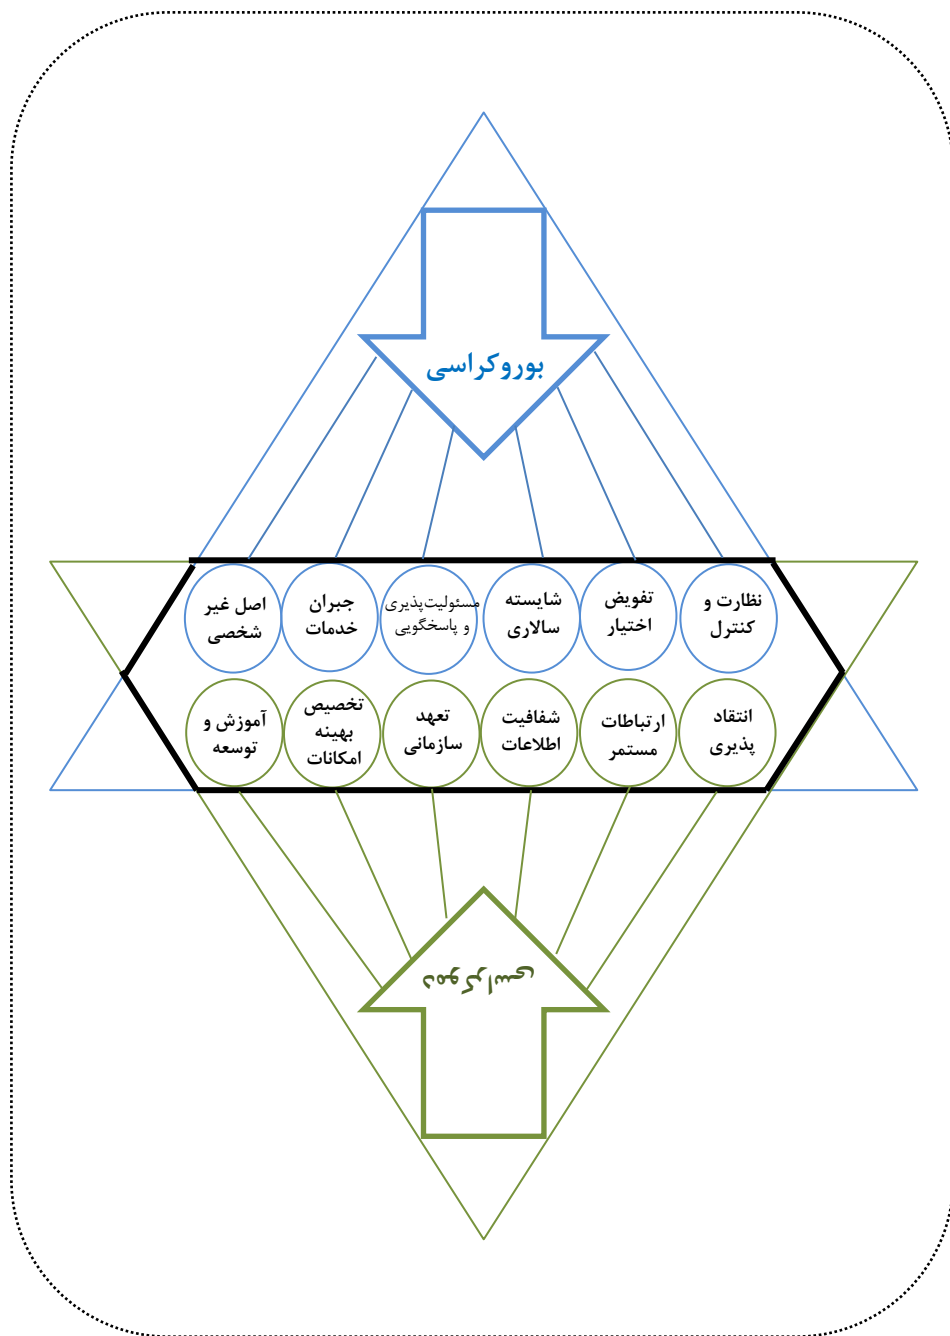 بوروکراسی
نظارت و
کنترل
تفویض
اختیار
شایسته
سالاری
مسئولیت‌پذیری
و پاسخگویی
جبران
خدمات
اصل غیر
شخصی
انتقاد
پذیری
ارتباطات
مستمر
شفافیت
اطلاعات
تعهد
سازمانی
تخصیص
بهینه
امکانات
آموزش و
توسعه
دموکراسی